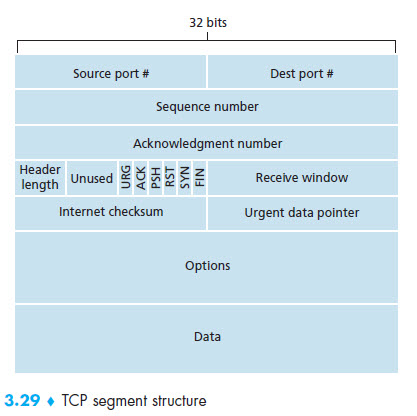 32 bits
Source port # Dest port #
Sequence number
Acknowledgment number
Header length Unused URG ACK PSH RST SYN FIN Receive window
Internet checksum Urgent data pointer
Options
Data
3.29 ♦ TCP segment structure